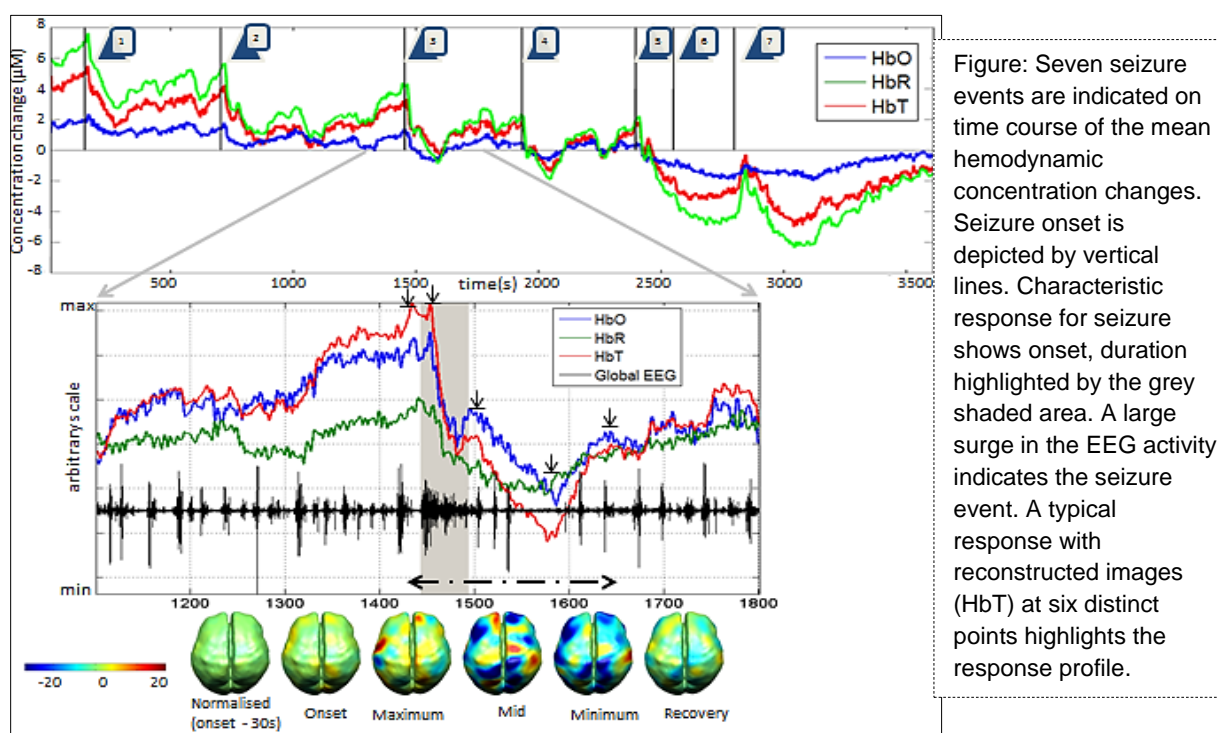 8
6
4
2
0
-2
-4
-6
-8
Concentration change (µM)
1
2
3
4
5
6
7
HbO
HbR
HbT
500
1000
1500
time(s)
2000
2500
3000
3500
max
min
arbitrary scale
HbO
HbR
HbT
Global EEG
1200
1300
1400
1500
1600
1700
1800
-20
0
20
Normalised
(onset - 30s)
Onset
Maximum
Mid
Minimum
Recovery
Figure: Seven seizure
events are indicated on
time course of the mean
hemodynamic
concentration changes.
Seizure onset is
depicted by vertical
lines. Characteristic
response for seizure
shows onset, duration
highlighted by the grey
shaded area. A large
surge in the EEG activity
indicates the seizure
event. A typical
response with
reconstructed images
(HbT) at six distinct
points highlights the
response profile.